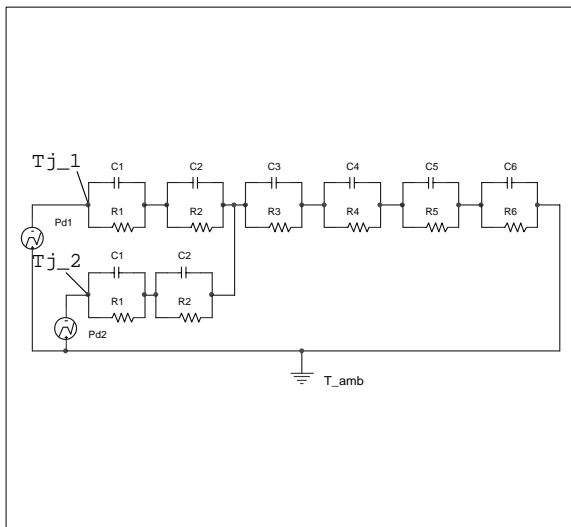 Tj_1
C1 C2 C3 C4 C5 C6
R1 R2 R3 R4 R5 R6
Pd1
Tj_2
C1 C2
R1 R2
Pd2
T_amb